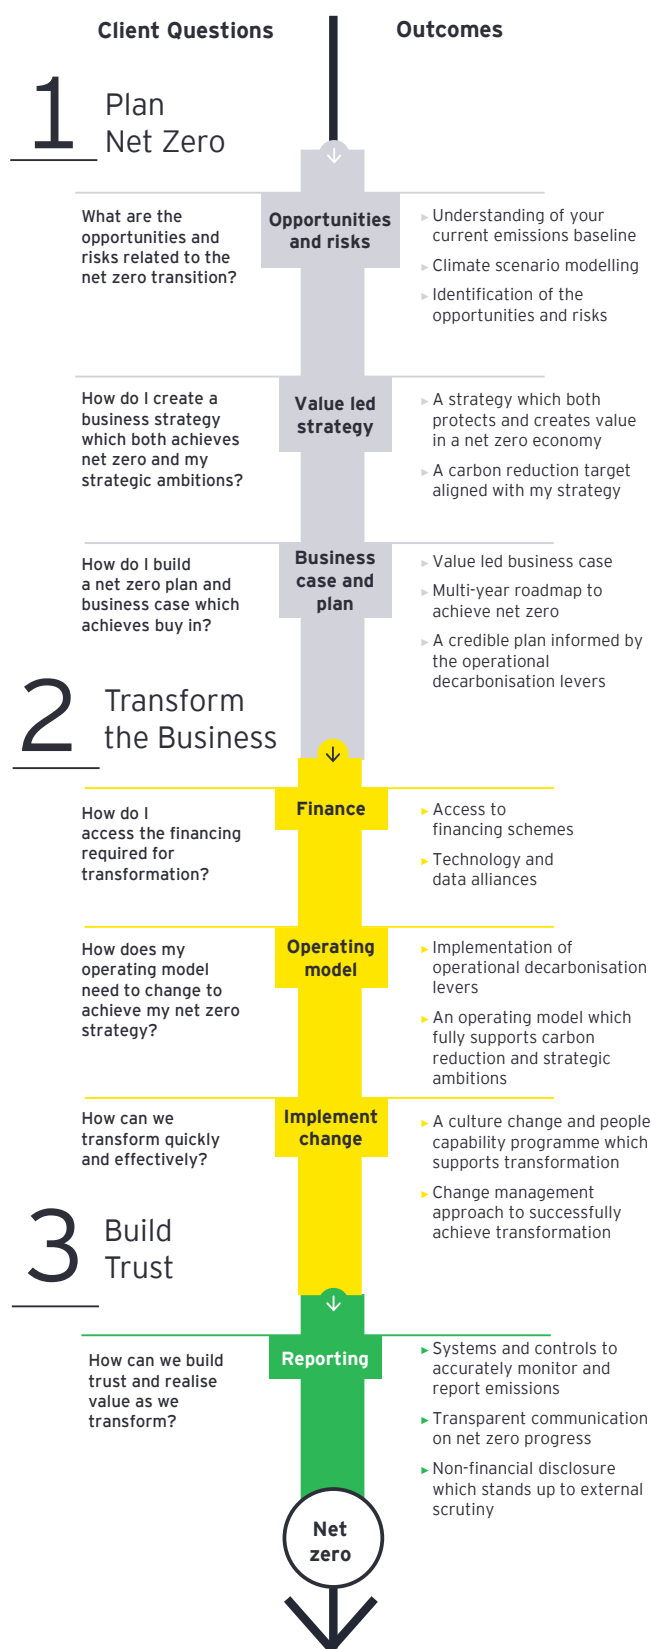 Client Questions
Outcomes
1
Plan
Net Zero
What are the
opportunities and
risks related to the
net zero transition?
Opportunities
and risks
▸ Understanding of your
current emissions baseline
▸ Climate scenario modelling
▸ Identification of the
opportunities and risks
How do I create a
business strategy
which both achieves
net zero and my
strategic ambitions?
Value led
strategy
▸ A strategy which both
protects and creates value
in a net zero economy
▸ A carbon reduction target
aligned with my strategy
How do I build
a net zero plan and
business case which
achieves buy in?
Business
case and
plan
▸ Value led business case
▸ Multi-year roadmap to
achieve net zero
▸ A credible plan informed by
the operational
decarbonisation levers
2
Transform
the Business
How do I
access the financing
required for
transformation?
Finance
▸ Access to
financing schemes
▸ Technology and
data alliances
How does my
operating model
need to change to
achieve my net zero
strategy?
Operating
model
▸ Implementation of
operational decarbonisation
levers
▸ An operating model which
fully supports carbon
reduction and strategic
ambitions
How can we
transform quickly
and effectively?
Implement
change
▸ A culture change and people
capability programme which
supports transformation
▸ Change management
approach to successfully
achieve transformation
3
Build
Trust
How can we build
trust and realise
value as we
transform?
Reporting
▸ Systems and controls to
accurately monitor and
report emissions
▸ Transparent communication
on net zero progress
▸ Non-financial disclosure
which stands up to external
scrutiny
Net
zero